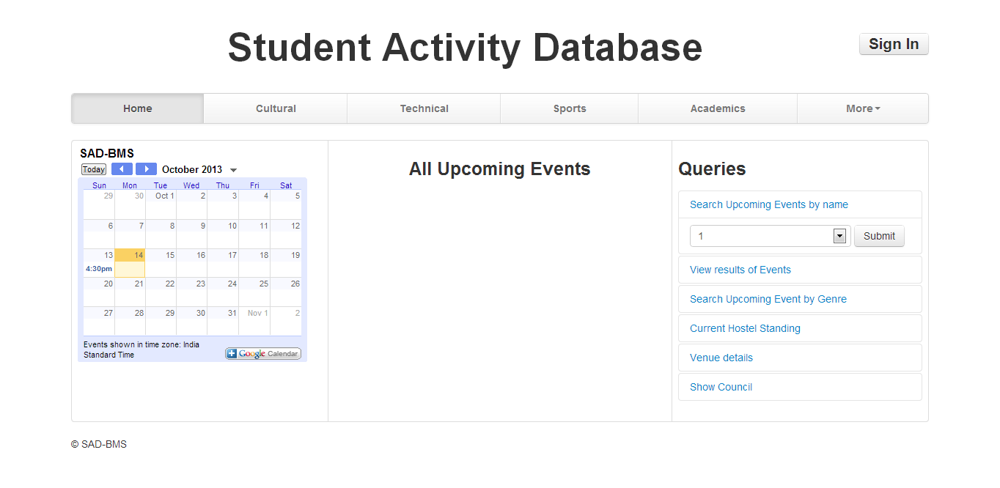 Student Activity Database
Sign In
Home Cultural Technical Sports Academics More
SAD-BMS
Today October 2013
Sun Mon Tue Wed Thu Fri Sat
29 30 Oct 1 2 3 4 5
6 7 8 9 10 11 12
13 14 15 16 17 18 19
4:30pm
20 21 22 23 24 25 26
27 28 29 30 31 Nov 1 2
Events shown in time zone: India
Standard Time
Google Calendar
All Upcoming Events
Queries
Search Upcoming Events by name
1 Submit
View results of Events
Search Upcoming Event by Genre
Current Hostel Standing
Venue details
Show Council
© SAD-BMS